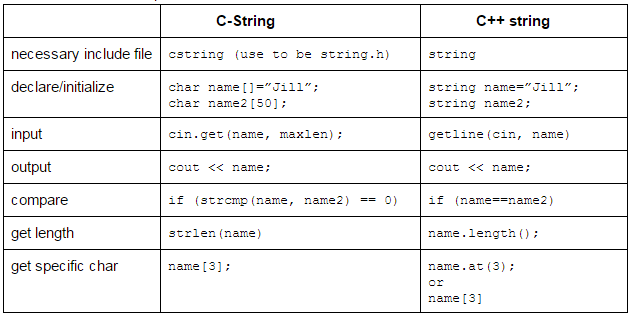 C-String C++ string
necessary include file cstring (use to be string.h) string
declare/initialize char name[]=”Jill”; string name=”Jill”;
char name2[50]; string name2;
input cin.get(name, maxlen); getline(cin, name)
output cout << name; cout << name;
compare if (strcmp(name, name2) == 0) if (name==name2)
get length strlen(name) name.length();
get specific char name[3]; name.at(3);
or
name[3]